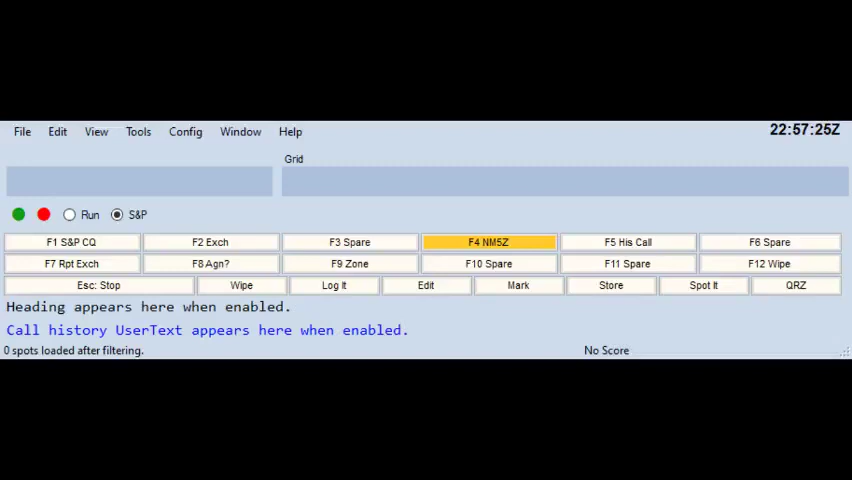 File Edit View Tools Config Window Help 22:57:25Z
Grid
Run S&P
F1 S&P CQ F2 Exch F3 Spare F4 NM5Z F5 His Call F6 Spare
F7 Rpt Exch F8 Agn? F9 Zone F10 Spare F11 Spare F12 Wipe
Esc: Stop Wipe Log It Edit Mark Store Spot It QRZ
Heading appears here when enabled.
Call history UserText appears here when enabled.
0 spots loaded after filtering. No Score